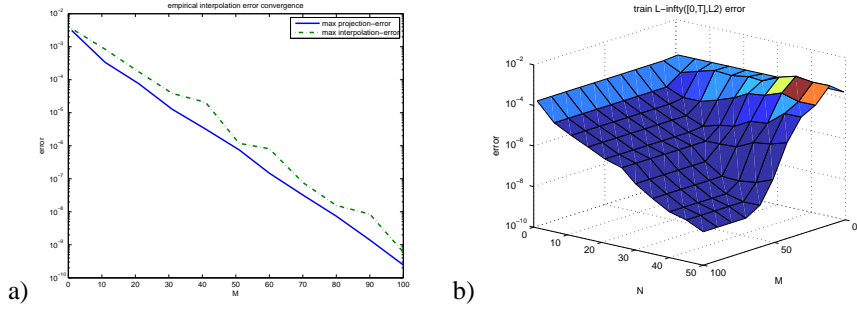 empirical interpolation error convergence
10^-2
10^-3
10^-4
10^-5
10^-6
10^-7
10^-8
10^-9
10^-10
error
max projection-error
max interpolation-error
0 10 20 30 40 50 60 70 80 90 100
M
a)
train L-infty([0,T],L2) error
10^-2
10^-4
10^-6
10^-8
10^-10
error
0
10
20
30
40
50
N
100
50
0
M
b)